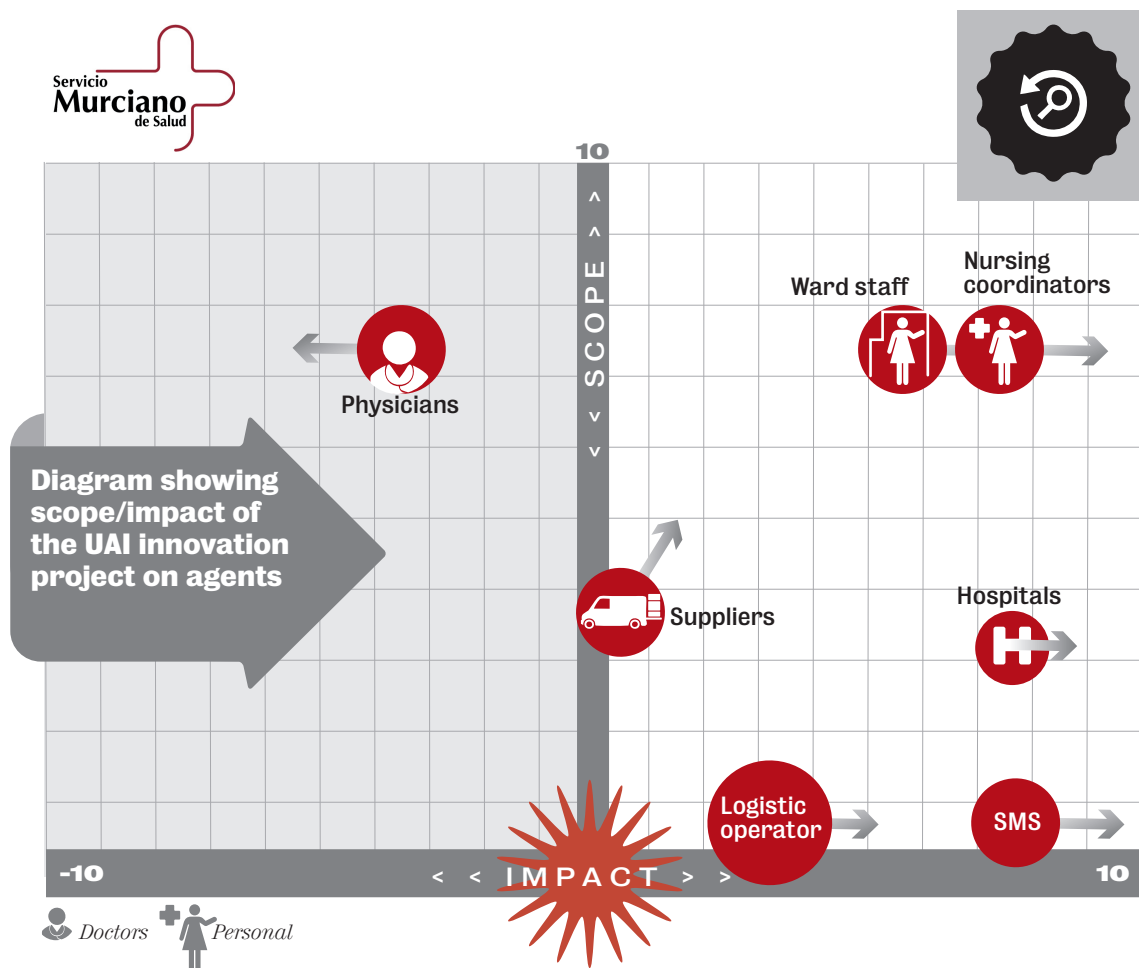 Servicio
Murciano
de Salud
10
< < SCOPE > >
Nursing
coordinators
Ward staff
Physicians
Diagram showing
scope/impact of
the UAI innovation
project on agents
Suppliers
Hospitals
H
Logistic
operator
SMS
-10
< < IMPACT > >
10
Doctors
Personal